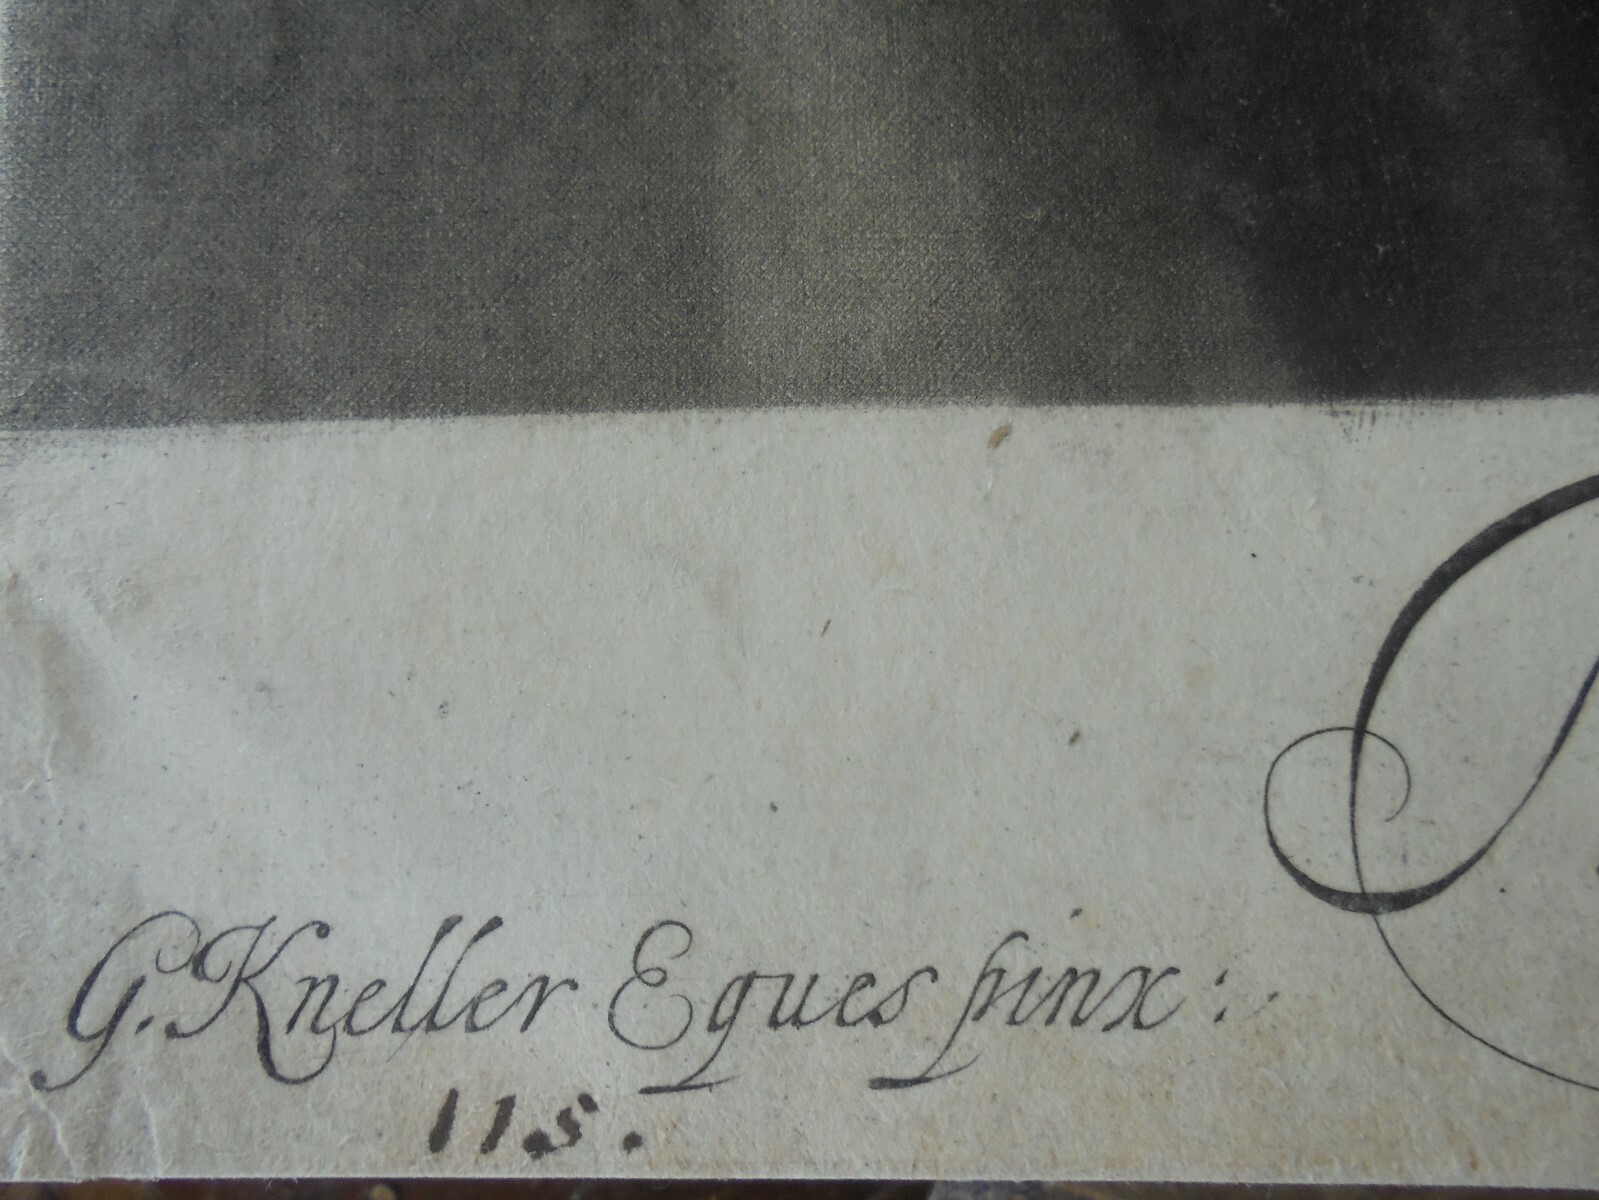 G. Kneller Eques pinx:
115.